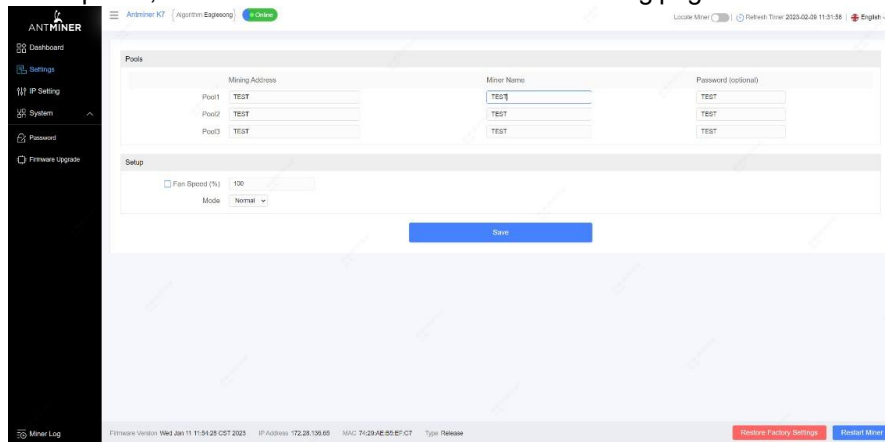 ANTMINER
Antminer K7 Algorithm Eaglesong Online
Locate Miner Refresh Timer 2023-02-09 11:31:56 English
Dashboard
Settings
IP Setting
System
Password
Firmware Upgrade
Pools
Mining Address Miner Name Password (optional)
Pool1 TEST TEST TEST
Pool2 TEST TEST TEST
Pool3 TEST TEST TEST
Setup
Fan Speed (%) 100
Mode Normal
Save
Miner Log
Firmware Version Wed Jan 11 11:54:28 CST 2023 IP Address 172.28.136.65 MAC 74:29:AE:B5:EF:C7 Type Release
Restore Factory Settings Restart Miner